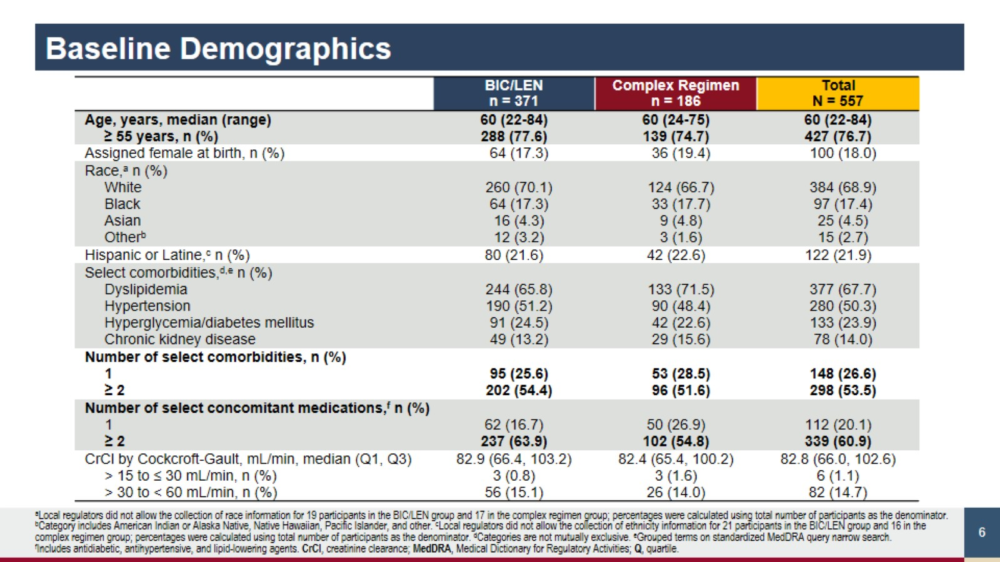 Baseline Demographics
BIC/LEN Complex Regimen Total
n = 371 n = 186 N = 557
Age, years, median (range) 60 (22-84) 60 (24-75) 60 (22-84)
≥ 55 years, n (%) 288 (77.6) 139 (74.7) 427 (76.7)
Assigned female at birth, n (%) 64 (17.3) 36 (19.4) 100 (18.0)
Race,ᵃ n (%)
White 260 (70.1) 124 (66.7) 384 (68.9)
Black 64 (17.3) 33 (17.7) 97 (17.4)
Asian 16 (4.3) 9 (4.8) 25 (4.5)
Otherᵇ 12 (3.2) 3 (1.6) 15 (2.7)
Hispanic or Latine,ᶜ n (%) 80 (21.6) 42 (22.6) 122 (21.9)
Select comorbidities,ᵈ,ᵉ n (%)
Dyslipidemia 244 (65.8) 133 (71.5) 377 (67.7)
Hypertension 190 (51.2) 90 (48.4) 280 (50.3)
Hyperglycemia/diabetes mellitus 91 (24.5) 42 (22.6) 133 (23.9)
Chronic kidney disease 49 (13.2) 29 (15.6) 78 (14.0)
Number of select comorbidities, n (%)
1 95 (25.6) 53 (28.5) 148 (26.6)
≥ 2 202 (54.4) 96 (51.6) 298 (53.5)
Number of select concomitant medications,ᶠ n (%)
1 62 (16.7) 50 (26.9) 112 (20.1)
≥ 2 237 (63.9) 102 (54.8) 339 (60.9)
CrCl by Cockcroft-Gault, mL/min, median (Q1, Q3) 82.9 (66.4, 103.2) 82.4 (65.4, 100.2) 82.8 (66.0, 102.6)
> 15 to ≤ 30 mL/min, n (%) 3 (0.8) 3 (1.6) 6 (1.1)
> 30 to < 60 mL/min, n (%) 56 (15.1) 26 (14.0) 82 (14.7)
ᵃLocal regulators did not allow the collection of race information for 19 participants in the BIC/LEN group and 17 in the complex regimen group; percentages were calculated using total number of participants as the denominator.
ᵇCategory includes American Indian or Alaska Native, Native Hawaiian, Pacific Islander, and other. ᶜLocal regulators did not allow the collection of ethnicity information for 21 participants in the BIC/LEN group and 16 in the
complex regimen group; percentages were calculated using total number of participants as the denominator. ᵈCategories are not mutually exclusive. ᵉGrouped terms on standardized MedDRA query narrow search.
ᶠIncludes antidiabetic, antihypertensive, and lipid-lowering agents. CrCl, creatinine clearance; MedDRA, Medical Dictionary for Regulatory Activities; Q, quartile.
6